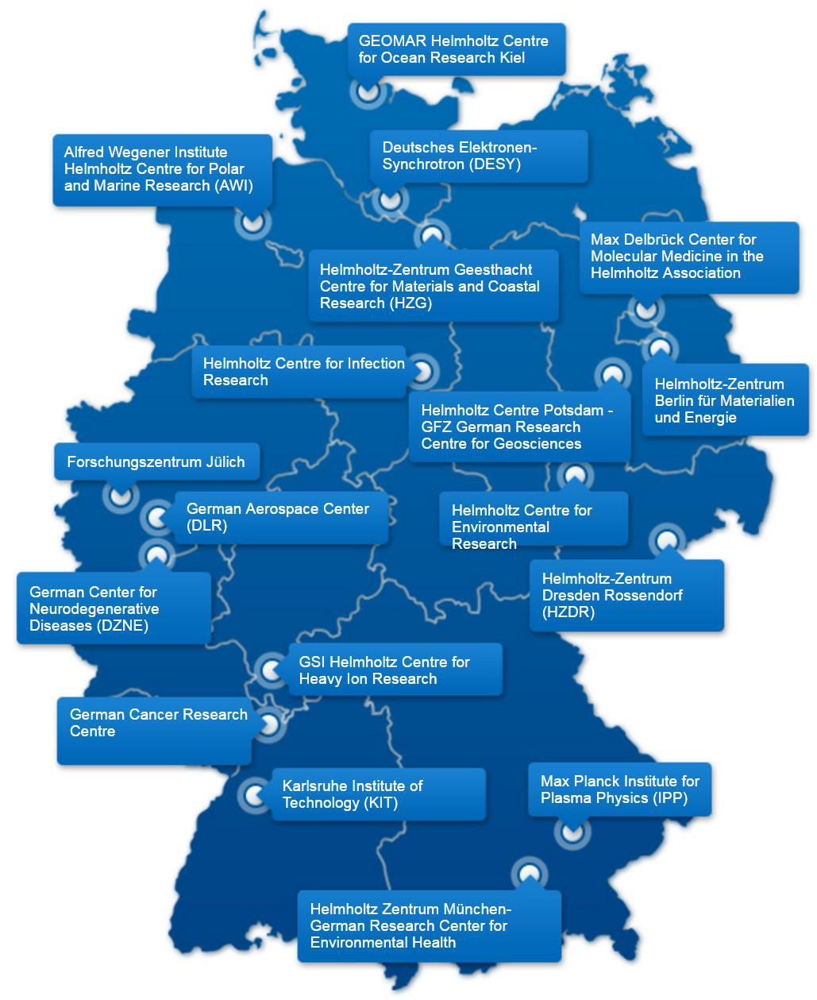 GEOMAR Helmholtz Centre
for Ocean Research Kiel
Alfred Wegener Institute
Helmholtz Centre for Polar
and Marine Research (AWI)
Deutsches Elektronen-
Synchrotron (DESY)
Max Delbrück Center for
Molecular Medicine in the
Helmholtz Association
Helmholtz-Zentrum Geesthacht
Centre for Materials and Coastal
Research (HZG)
Helmholtz Centre for Infection
Research
Helmholtz-Zentrum
Berlin für Materialien
und Energie
Helmholtz Centre Potsdam -
GFZ German Research
Centre for Geosciences
Forschungszentrum Jülich
German Aerospace Center
(DLR)
Helmholtz Centre for
Environmental
Research
Helmholtz-Zentrum
Dresden Rossendorf
(HZDR)
German Center for
Neurodegenerative
Diseases (DZNE)
GSI Helmholtz Centre for
Heavy Ion Research
German Cancer Research
Centre
Karlsruhe Institute of
Technology (KIT)
Max Planck Institute for
Plasma Physics (IPP)
Helmholtz Zentrum München-
German Research Center for
Environmental Health